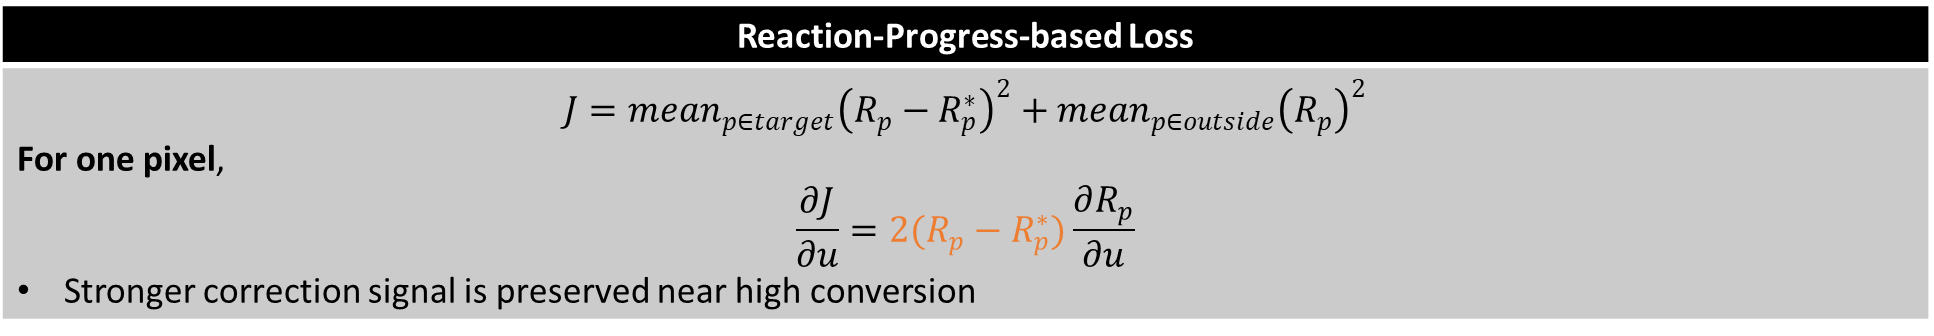 Reaction-Progress-based Loss
J = mean_{p∈target}(R_p − R_p^*)^2 + mean_{p∈outside}(R_p)^2
For one pixel,
∂J/∂u = 2(R_p − R_p^*) ∂R_p/∂u
• Stronger correction signal is preserved near high conversion